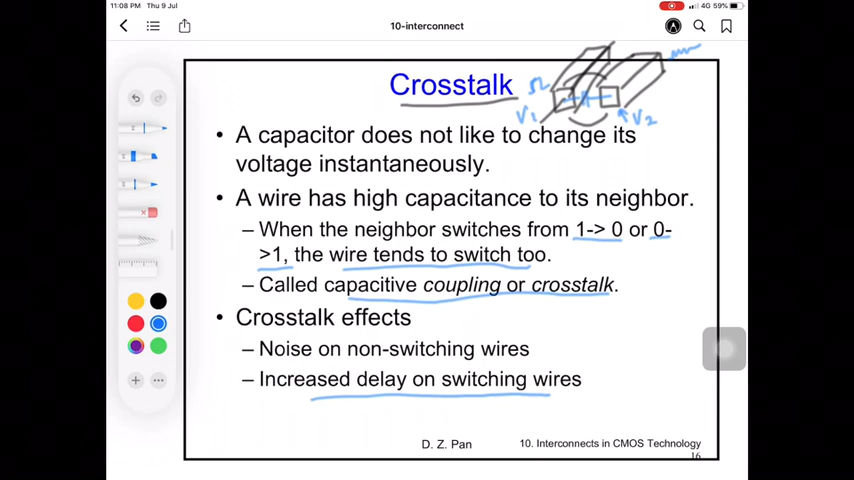 11:08 PM Thu 9 Jul
4G 59%
10-interconnect
Crosstalk
V1
V2
• A capacitor does not like to change its
voltage instantaneously.
• A wire has high capacitance to its neighbor.
– When the neighbor switches from 1-> 0 or 0-
>1, the wire tends to switch too.
– Called capacitive coupling or crosstalk.
• Crosstalk effects
– Noise on non-switching wires
– Increased delay on switching wires
D. Z. Pan
10. Interconnects in CMOS Technology
16